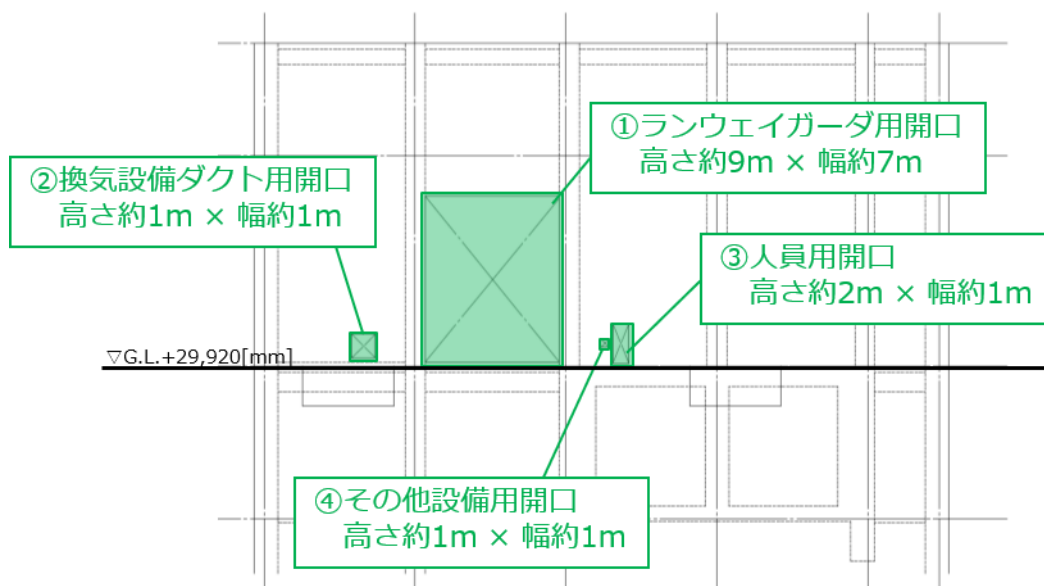 ①ランウェイガーダ用開口
高さ約9m × 幅約7m
②換気設備ダクト用開口
高さ約1m × 幅約1m
③人員用開口
高さ約2m × 幅約1m
▽G.L.+29,920[mm]
④その他設備用開口
高さ約1m × 幅約1m